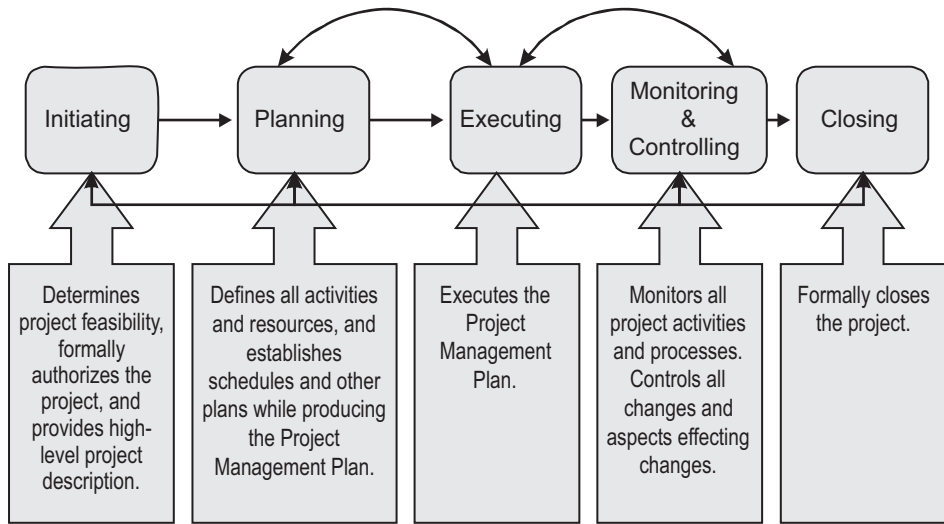 Initiating
Planning
Executing
Monitoring
&
Controlling
Closing
Determines
project feasibility,
formally
authorizes the
project, and
provides high-
level project
description.
Defines all activities
and resources, and
establishes
schedules and other
plans while producing
the Project
Management Plan.
Executes the
Project
Management
Plan.
Monitors all
project activities
and processes.
Controls all
changes and
aspects effecting
changes.
Formally closes
the project.